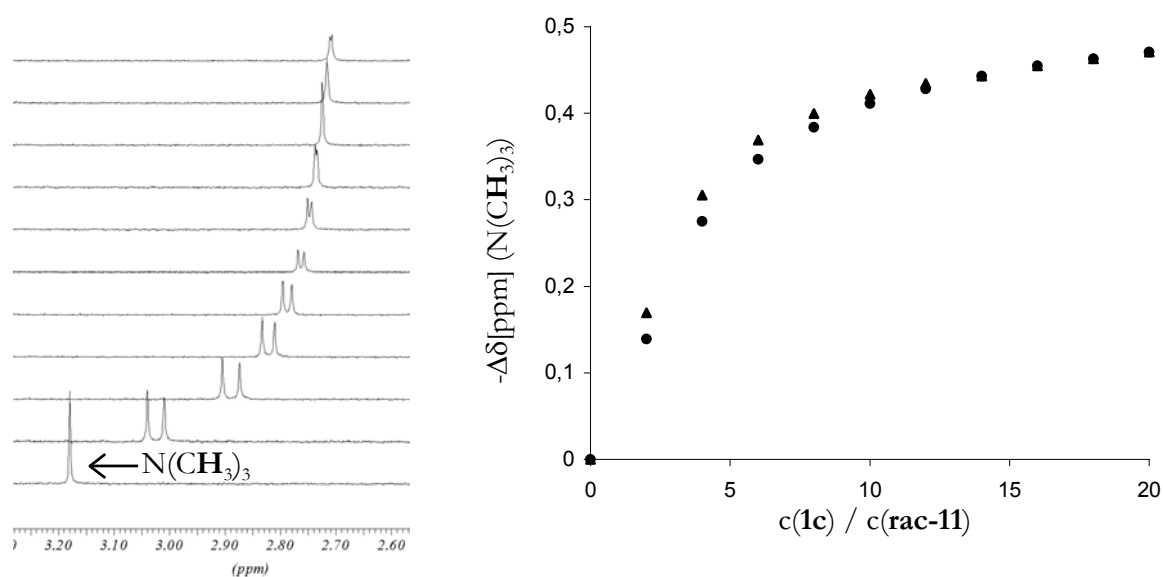 N(CH₃)₃
) 3.20 3.10 3.00 2.90 2.80 2.70 2.60
(ppm)
-Δδ[ppm] (N(CH₃)₃)
0,5
0,4
0,3
0,2
0,1
0
0 5 10 15 20
c(1c) / c(rac-11)